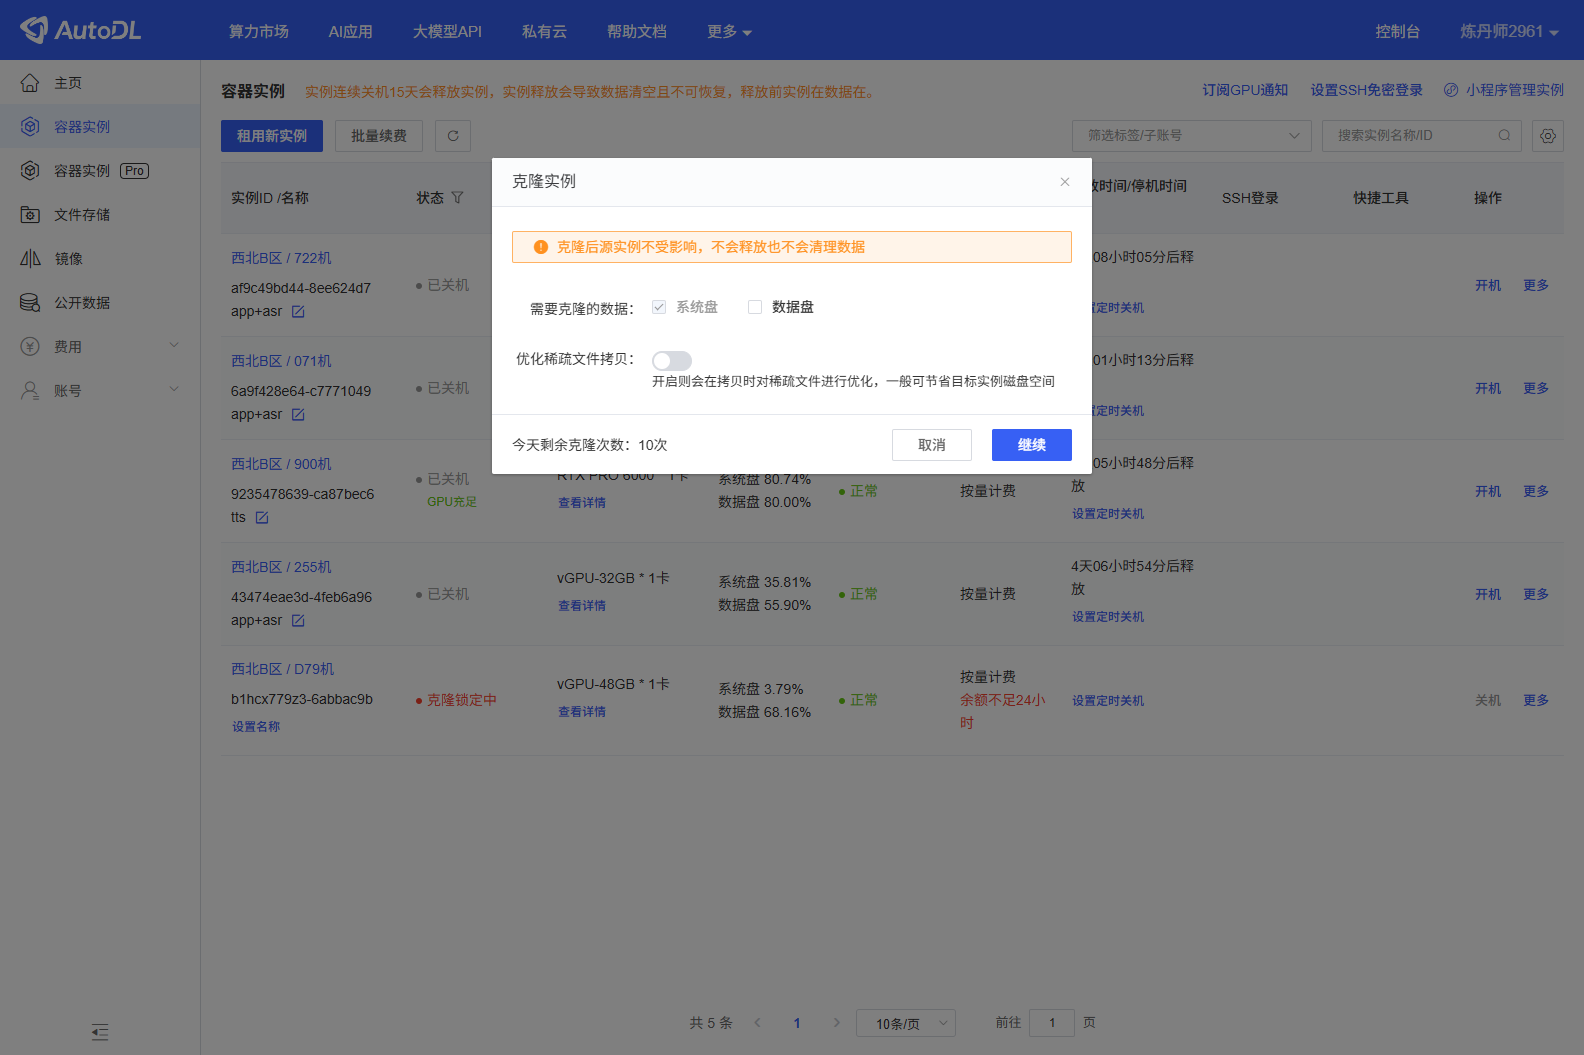 AutoDL
算力市场
AI应用
大模型API
私有云
帮助文档
更多
控制台
炼丹师2961
主页
容器实例
容器实例 Pro
文件存储
镜像
公开数据
费用
账号
容器实例
实例连续关机15天会释放实例，实例释放会导致数据清空且不可恢复，释放前实例在数据在。
订阅GPU通知
设置SSH免密登录
小程序管理实例
租用新实例
批量续费
筛选标签/子账号
搜索实例名称/ID
实例ID /名称
状态
放时间/停机时间
SSH登录
快捷工具
操作
西北B区 / 722机
af9c49bd44-8ee624d7
app+asr
已关机
08小时05分后释
置定时关机
开机
更多
西北B区 / 071机
6a9f428e64-c7771049
app+asr
已关机
01小时13分后释
置定时关机
开机
更多
西北B区 / 900机
9235478639-ca87bec6
tts
已关机
GPU充足
RTX PRO 6000 * 1卡
查看详情
系统盘 80.74%
数据盘 80.00%
正常
按量计费
05小时48分后释
放
设置定时关机
开机
更多
西北B区 / 255机
43474eae3d-4feb6a96
app+asr
已关机
vGPU-32GB * 1卡
查看详情
系统盘 35.81%
数据盘 55.90%
正常
按量计费
4天06小时54分后释
放
设置定时关机
开机
更多
西北B区 / D79机
b1hcx779z3-6abbac9b
设置名称
克隆锁定中
vGPU-48GB * 1卡
查看详情
系统盘 3.79%
数据盘 68.16%
正常
按量计费
余额不足24小
时
设置定时关机
关机
更多
克隆实例
克隆后源实例不受影响，不会释放也不会清理数据
需要克隆的数据：
系统盘
数据盘
优化稀疏文件拷贝：
开启则会在拷贝时对稀疏文件进行优化，一般可节省目标实例磁盘空间
今天剩余克隆次数：10次
取消
继续
共 5 条
1
10条/页
前往 1 页